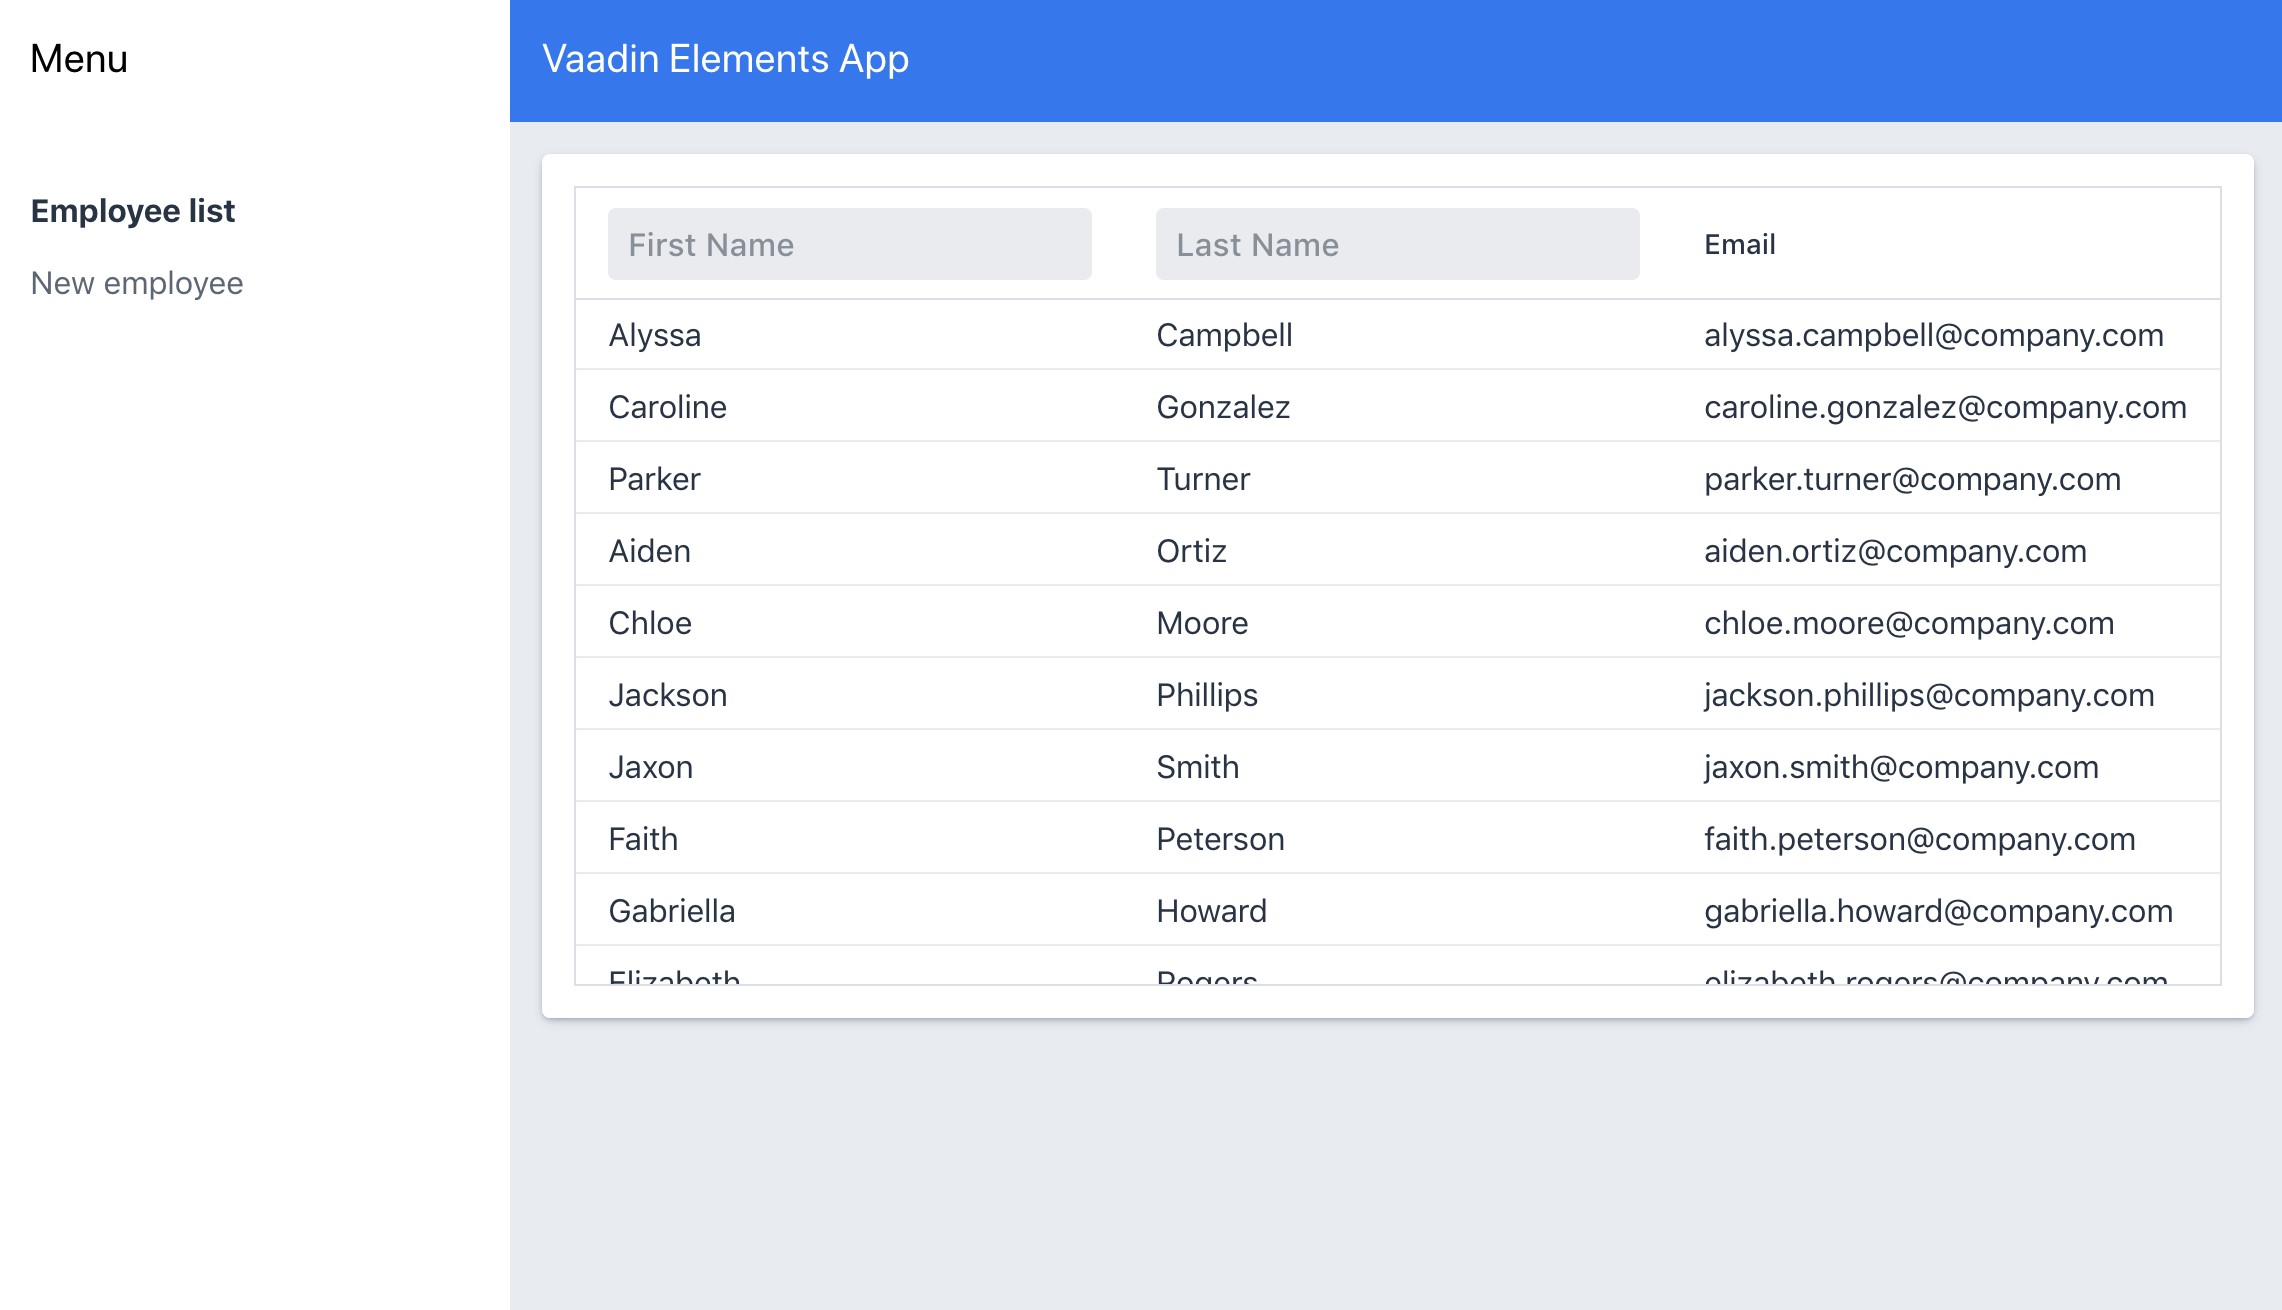 Menu
Vaadin Elements App
Employee list
New employee
First Name Last Name Email
Alyssa Campbell alyssa.campbell@company.com
Caroline Gonzalez caroline.gonzalez@company.com
Parker Turner parker.turner@company.com
Aiden Ortiz aiden.ortiz@company.com
Chloe Moore chloe.moore@company.com
Jackson Phillips jackson.phillips@company.com
Jaxon Smith jaxon.smith@company.com
Faith Peterson faith.peterson@company.com
Gabriella Howard gabriella.howard@company.com
Elizabeth Rogers elizabeth.rogers@company.com